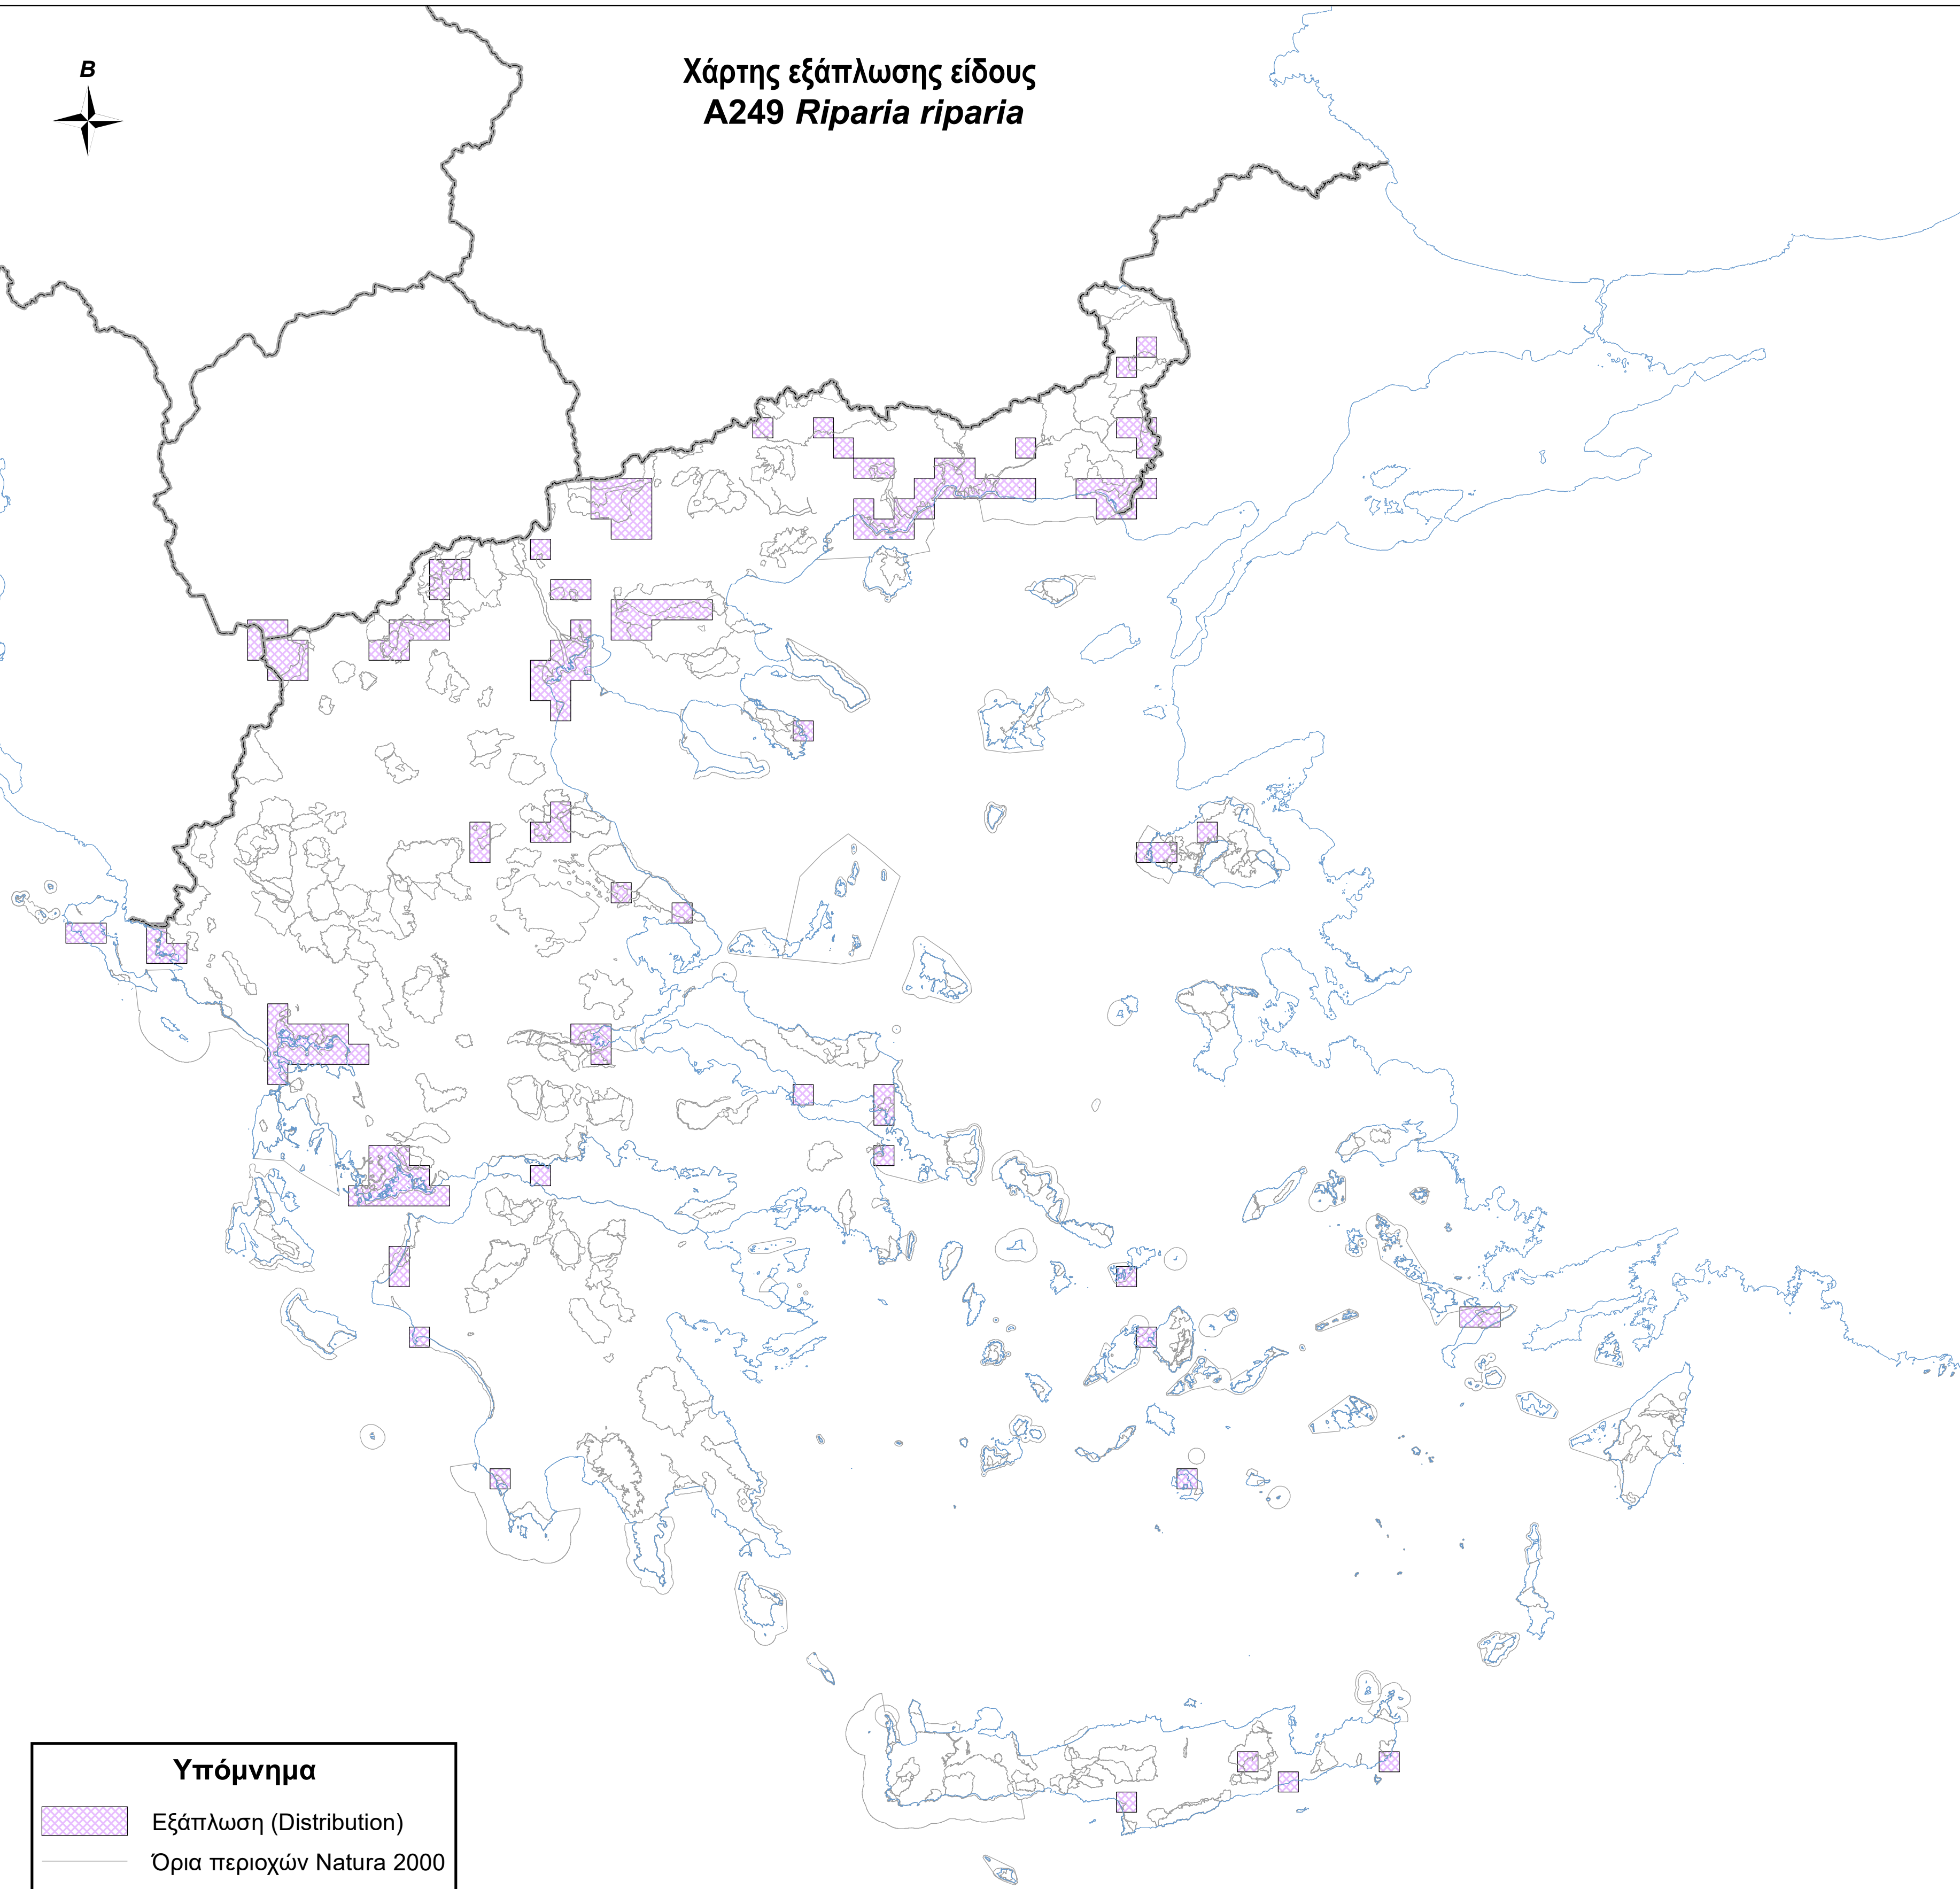 B
Χάρτης εξάπλωσης είδους
A249 Riparia riparia
Υπόμνημα
Εξάπλωση (Distribution)
Όρια περιοχών Natura 2000